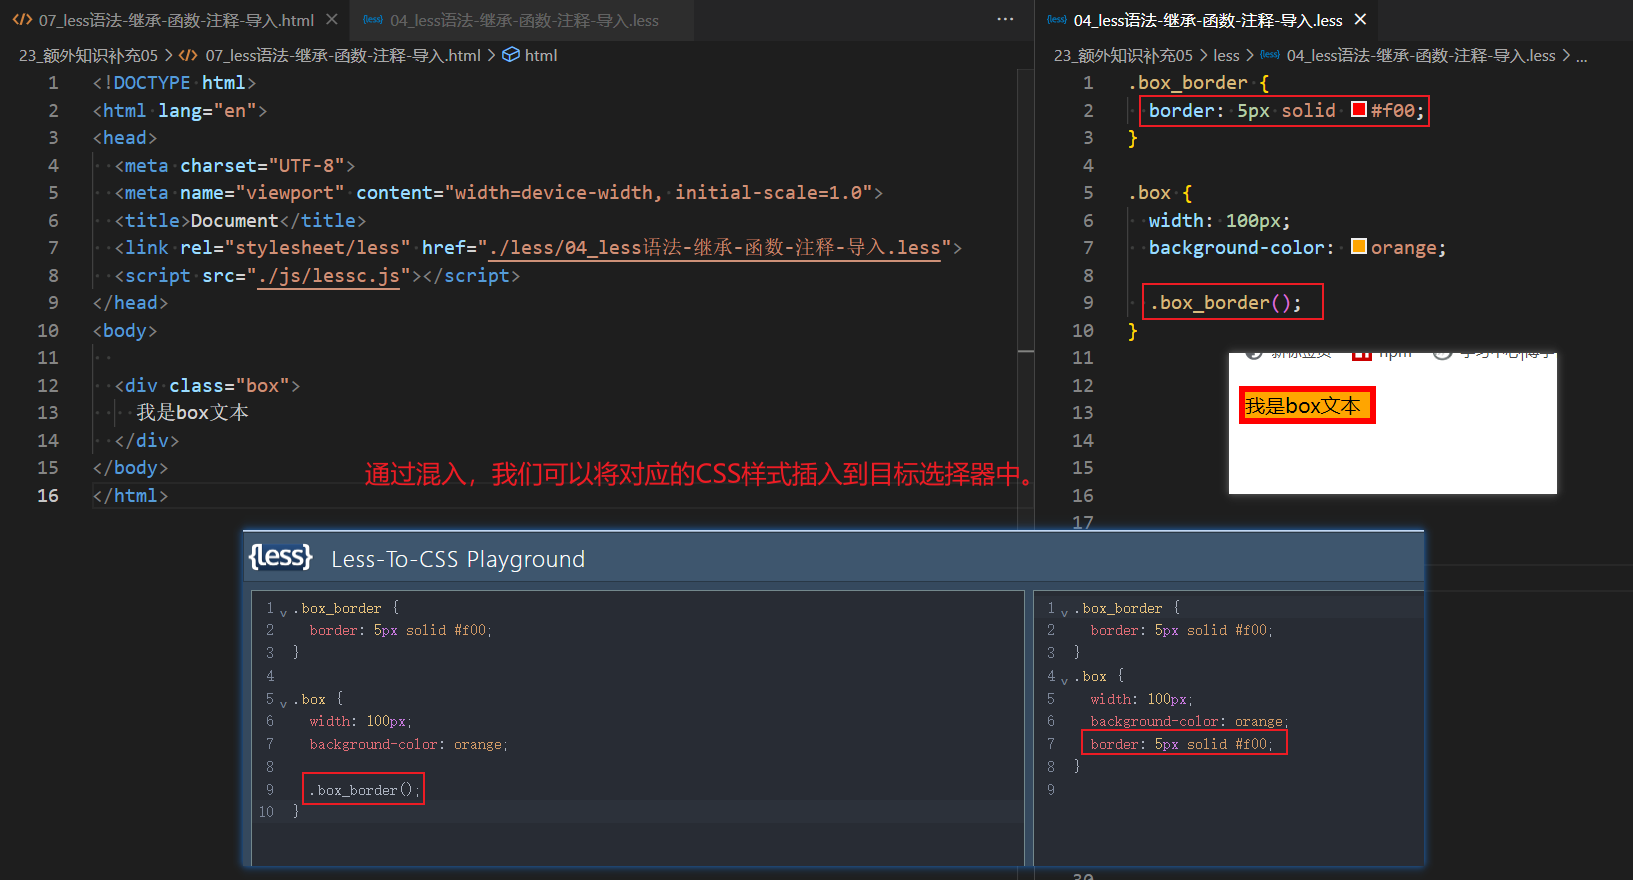 07_less语法-继承-函数-注释-导入.html
04_less语法-继承-函数-注释-导入.less
23_额外知识补充05 > 07_less语法-继承-函数-注释-导入.html > html
1 <!DOCTYPE html>
2 <html lang="en">
3 <head>
4 <meta charset="UTF-8">
5 <meta name="viewport" content="width=device-width, initial-scale=1.0">
6 <title>Document</title>
7 <link rel="stylesheet/less" href="./less/04_less语法-继承-函数-注释-导入.less">
8 <script src="./js/lessc.js"></script>
9 </head>
10 <body>
11
12 <div class="box">
13 我是box文本
14 </div>
15 </body>
16 </html>
通过混入，我们可以将对应的CSS样式插入到目标选择器中。
{less} 04_less语法-继承-函数-注释-导入.less
23_额外知识补充05 > less > {less} 04_less语法-继承-函数-注释-导入.less > ...
1 .box_border {
2 border: 5px solid #f00;
3 }
4
5 .box {
6 width: 100px;
7 background-color: orange;
8
9 .box_border();
10 }
11
12
13
14
15
16
17
我是box文本
{less} Less-To-CSS Playground
1 .box_border {
2 border: 5px solid #f00;
3 }
4
5 .box {
6 width: 100px;
7 background-color: orange;
8
9 .box_border();
10 }
1 .box_border {
2 border: 5px solid #f00;
3 }
4 .box {
5 width: 100px;
6 background-color: orange;
7 border: 5px solid #f00;
8 }
9